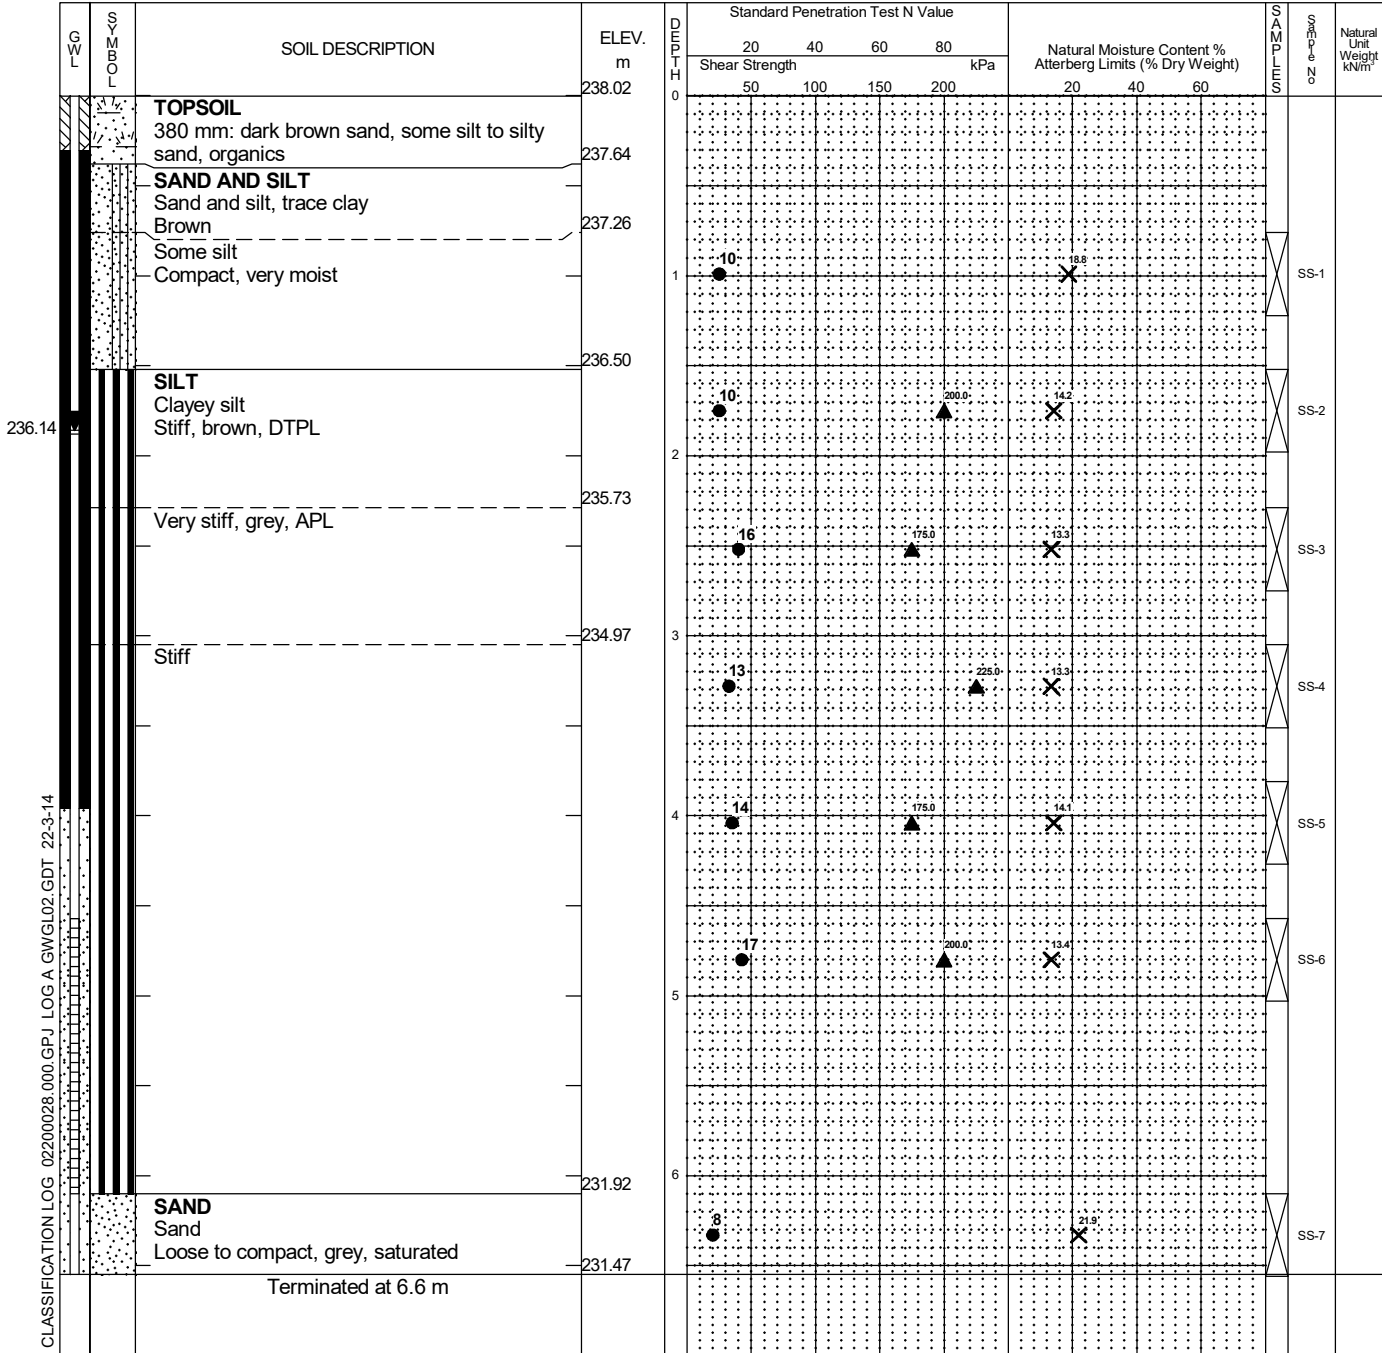 Standard Penetration Test N Value
GWL
SYMBOL
SOIL DESCRIPTION
ELEV.
m
238.02
DEPTH
20 40 60 80
Shear Strength kPa
50 100 150 200
Natural Moisture Content %
Atterberg Limits (% Dry Weight)
20 40 60
SAMPLES
Sample No
Natural
Unit
Weight
kN/m³
0
TOPSOIL
380 mm: dark brown sand, some silt to silty
sand, organics
237.64
SAND AND SILT
Sand and silt, trace clay
Brown
237.26
Some silt
Compact, very moist
10
18.8
1
SS-1
236.50
SILT
Clayey silt
Stiff, brown, DTPL
236.14
10
200.0
14.2
SS-2
2
235.73
Very stiff, grey, APL
16
175.0
13.3
SS-3
3
234.97
Stiff
13
225.0
13.3
SS-4
14
175.0
14.1
4
SS-5
17
200.0
13.4
SS-6
5
6
231.92
SAND
Sand
Loose to compact, grey, saturated
8
21.9
SS-7
231.47
Terminated at 6.6 m
CLASSIFICATION LOG 02200028.000.GPJ LOG A GWGL02.GDT 22-3-14